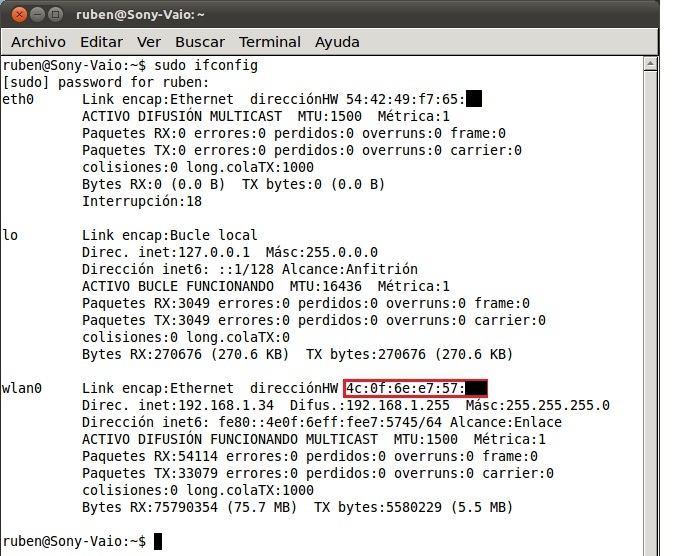 ruben@Sony-Vaio: ~
Archivo Editar Ver Buscar Terminal Ayuda
ruben@Sony-Vaio:~$ sudo ifconfig
[sudo] password for ruben:
eth0 Link encap:Ethernet direcciónHW 54:42:49:f7:65:
ACTIVO DIFUSIÓN MULTICAST MTU:1500 Métrica:1
Paquetes RX:0 errores:0 perdidos:0 overruns:0 frame:0
Paquetes TX:0 errores:0 perdidos:0 overruns:0 carrier:0
colisiones:0 long.colaTX:1000
Bytes RX:0 (0.0 B) TX bytes:0 (0.0 B)
Interrupción:18
lo Link encap:Bucle local
Direc. inet:127.0.0.1 Másc:255.0.0.0
Dirección inet6: ::1/128 Alcance:Anfitrión
ACTIVO BUCLE FUNCIONANDO MTU:16436 Métrica:1
Paquetes RX:3049 errores:0 perdidos:0 overruns:0 frame:0
Paquetes TX:3049 errores:0 perdidos:0 overruns:0 carrier:0
colisiones:0 long.colaTX:0
Bytes RX:270676 (270.6 KB) TX bytes:270676 (270.6 KB)
wlan0 Link encap:Ethernet direcciónHW 4c:0f:6e:e7:57:
Direc. inet:192.168.1.34 Difus.:192.168.1.255 Másc:255.255.255.0
Dirección inet6: fe80::4e0f:6eff:fee7:5745/64 Alcance:Enlace
ACTIVO DIFUSIÓN FUNCIONANDO MULTICAST MTU:1500 Métrica:1
Paquetes RX:54114 errores:0 perdidos:0 overruns:0 frame:0
Paquetes TX:33079 errores:0 perdidos:0 overruns:0 carrier:0
colisiones:0 long.colaTX:1000
Bytes RX:75790354 (75.7 MB) TX bytes:5580229 (5.5 MB)
ruben@Sony-Vaio:~$